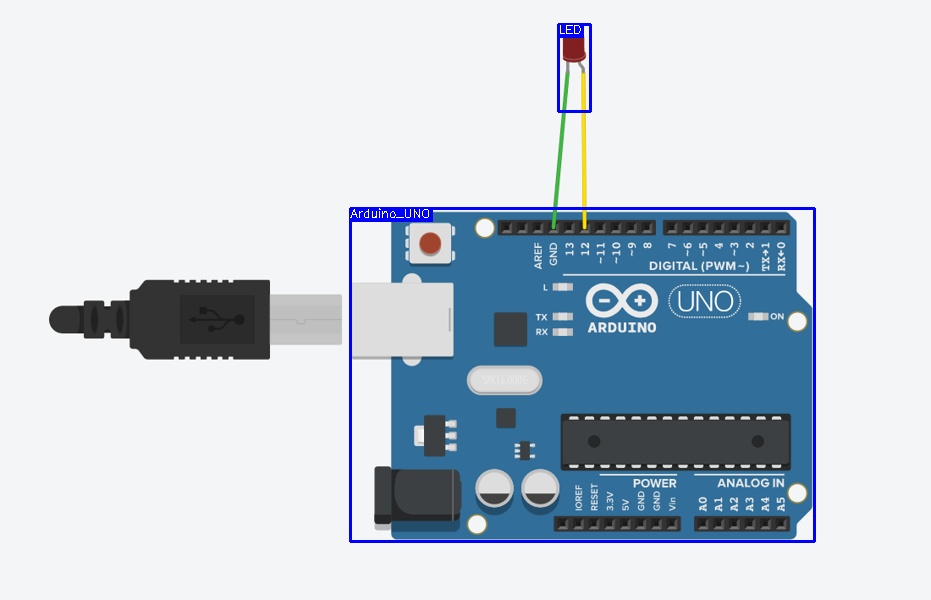 LED
Arduino_UNO
AREF
GND
13
12
~11
~10
~9
8
7
~6
~5
4
~3
2
TX→1
RX←0
DIGITAL (PWM~)
L
TX
RX
ARDUINO
UNO
ON
POWER
ANALOG IN
IOREF
RESET
3.3V
5V
GND
GND
Vin
A0
A1
A2
A3
A4
A5